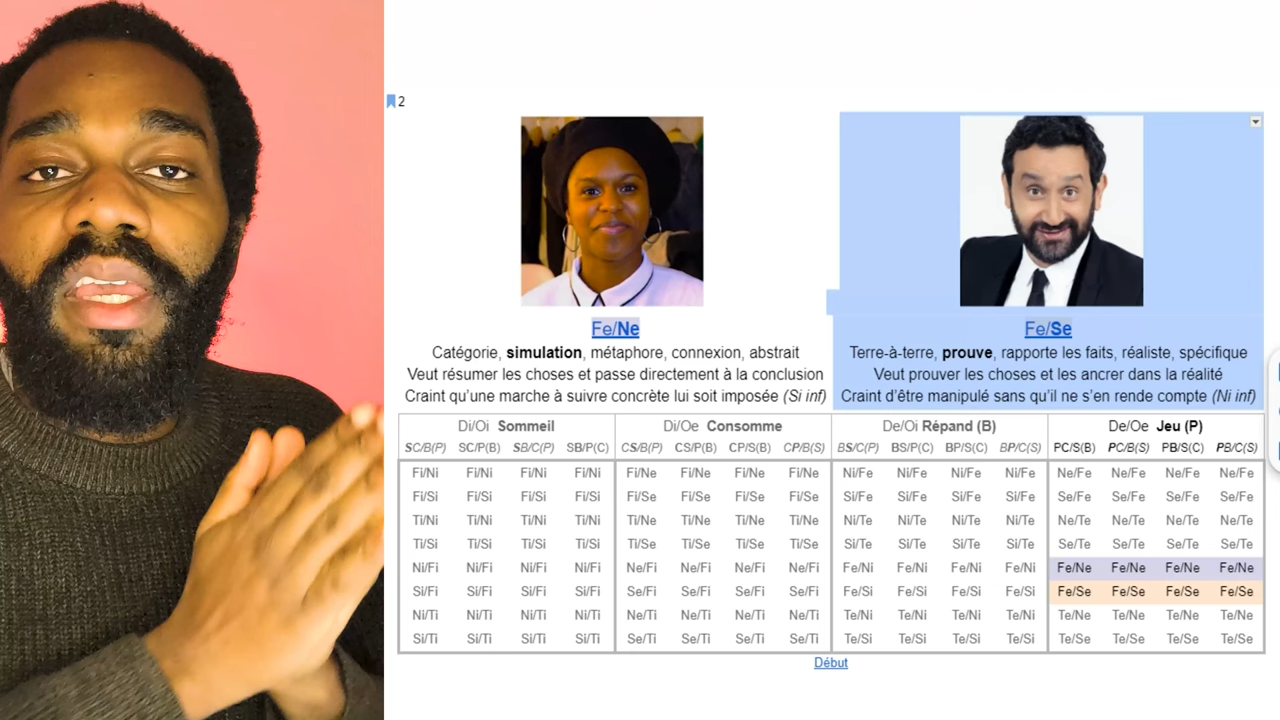 2
Fe/Ne
Catégorie, simulation, métaphore, connexion, abstrait
Veut résumer les choses et passe directement à la conclusion
Craint qu'une marche à suivre concrète lui soit imposée (Si inf)
Fe/Se
Terre-à-terre, prouve, rapporte les faits, réaliste, spécifique
Veut prouver les choses et les ancrer dans la réalité
Craint d'être manipulé sans qu'il ne s'en rende compte (Ni inf)
Di/Oi Sommeil Di/Oe Consomme De/Oi Répand (B) De/Oe Jeu (P)
SC/B(P) SC/P(B) SB/C(P) SB/P(C) CS/B(P) CS/P(B) CP/S(B) CP/B(S) BS/C(P) BS/P(C) BP/S(C) BP/C(S) PC/S(B) PC/B(S) PB/S(C) PB/C(S)
Fi/Ni Fi/Ni Fi/Ni Fi/Ni Fi/Ne Fi/Ne Fi/Ne Fi/Ne Ni/Fe Ni/Fe Ni/Fe Ni/Fe Ne/Fe Ne/Fe Ne/Fe Ne/Fe
Fi/Si Fi/Si Fi/Si Fi/Si Fi/Se Fi/Se Fi/Se Fi/Se Si/Fe Si/Fe Si/Fe Si/Fe Se/Fe Se/Fe Se/Fe Se/Fe
Ti/Ni Ti/Ni Ti/Ni Ti/Ni Ti/Ne Ti/Ne Ti/Ne Ti/Ne Ni/Te Ni/Te Ni/Te Ni/Te Ne/Te Ne/Te Ne/Te Ne/Te
Ti/Si Ti/Si Ti/Si Ti/Si Ti/Se Ti/Se Ti/Se Ti/Se Si/Te Si/Te Si/Te Si/Te Se/Te Se/Te Se/Te Se/Te
Ni/Fi Ni/Fi Ni/Fi Ni/Fi Ne/Fi Ne/Fi Ne/Fi Ne/Fi Fe/Ni Fe/Ni Fe/Ni Fe/Ni Fe/Ne Fe/Ne Fe/Ne Fe/Ne
Si/Fi Si/Fi Si/Fi Si/Fi Se/Fi Se/Fi Se/Fi Se/Fi Fe/Si Fe/Si Fe/Si Fe/Si Fe/Se Fe/Se Fe/Se Fe/Se
Ni/Ti Ni/Ti Ni/Ti Ni/Ti Ne/Ti Ne/Ti Ne/Ti Ne/Ti Te/Ni Te/Ni Te/Ni Te/Ni Te/Ne Te/Ne Te/Ne Te/Ne
Si/Ti Si/Ti Si/Ti Si/Ti Se/Ti Se/Ti Se/Ti Se/Ti Te/Si Te/Si Te/Si Te/Si Te/Se Te/Se Te/Se Te/Se
Début